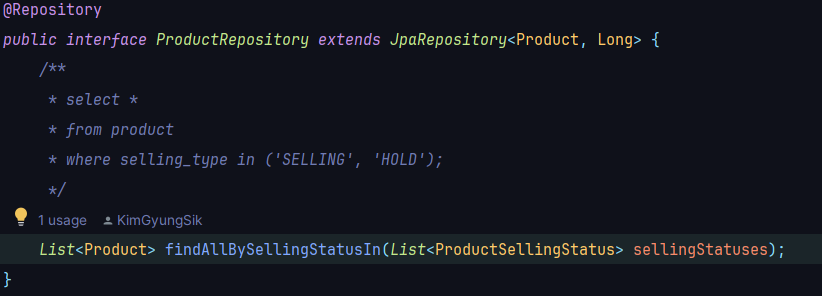 @Repository
public interface ProductRepository extends JpaRepository<Product, Long> {
/**
* select *
* from product
* where selling_type in ('SELLING', 'HOLD');
*/
1 usage KimGyungSik
List<Product> findAllBySellingStatusIn(List<ProductSellingStatus> sellingStatuses);
}